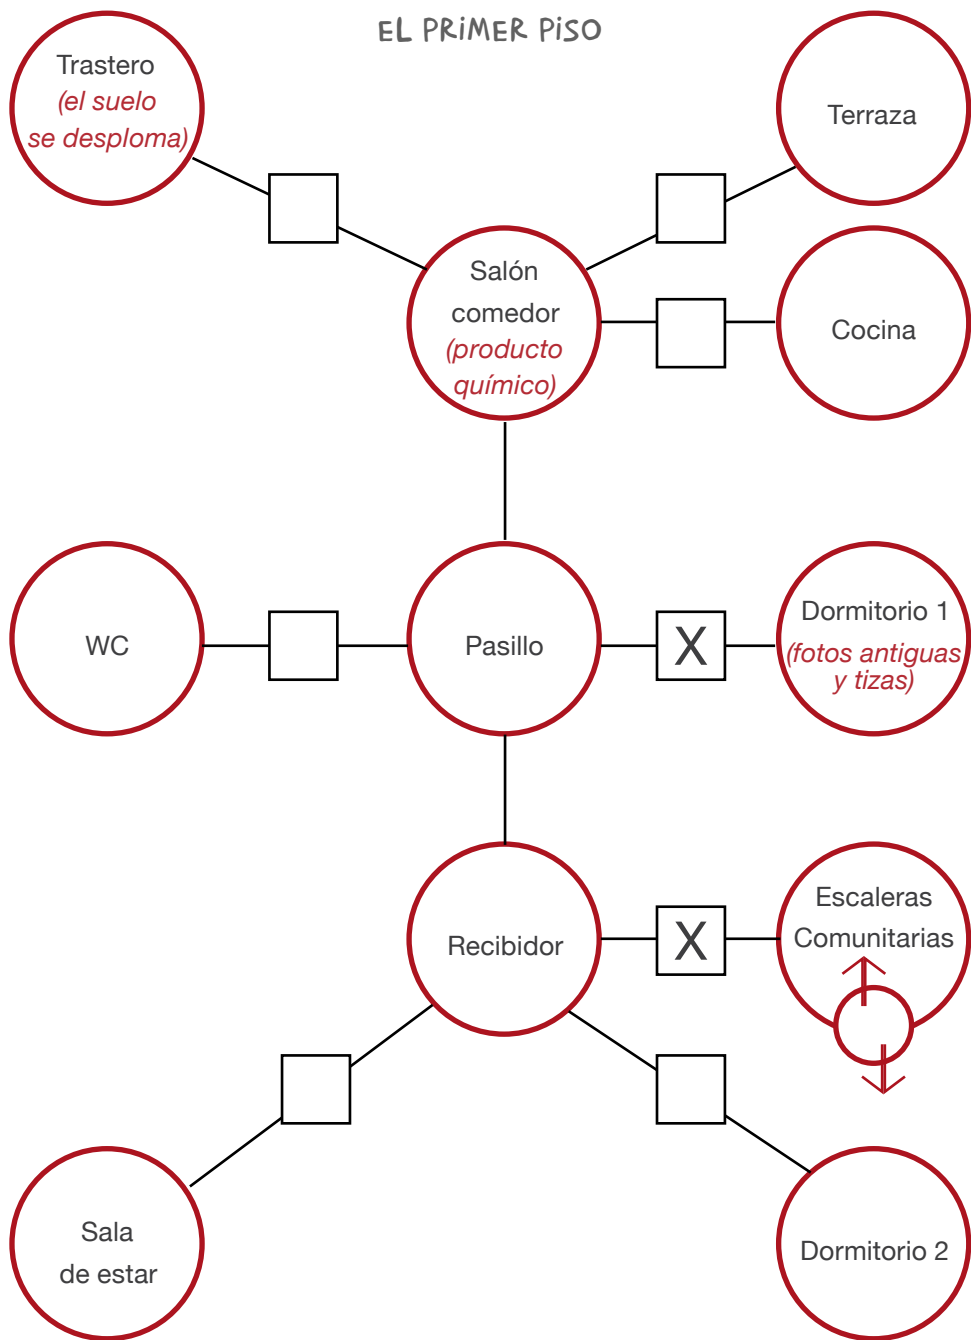 EL PRiMER PiSO
Trastero
(el suelo
se desploma)
Terraza
Salón
comedor
(producto
químico)
Cocina
WC
Pasillo
X
Dormitorio 1
(fotos antiguas
y tizas)
Recibidor
X
Escaleras
Comunitarias
Sala
de estar
Dormitorio 2